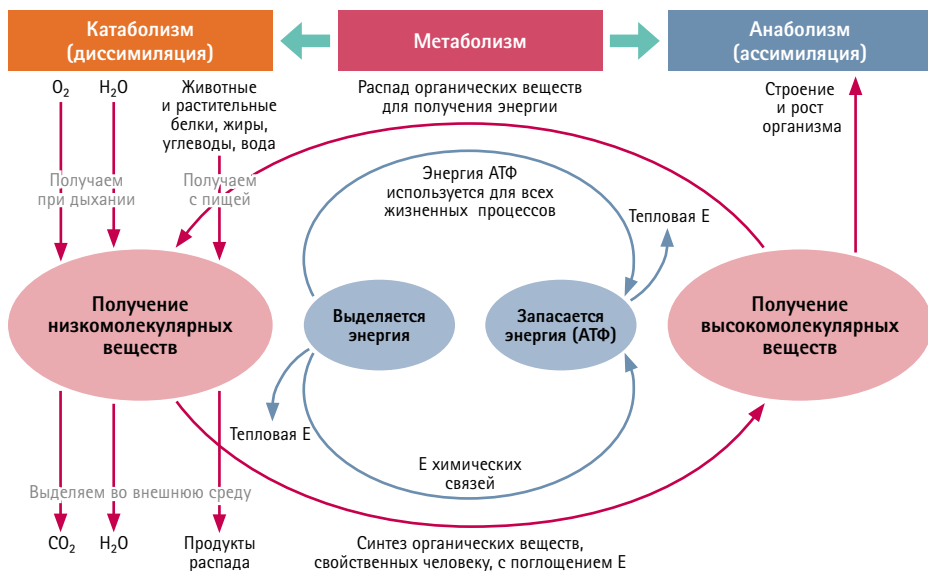 Катаболизм
(диссимиляция)
Метаболизм
Анаболизм
(ассимиляция)
O₂
H₂O
Животные
и растительные
белки, жиры,
углеводы, вода
Распад органических веществ
для получения энергии
Строение
и рост
организма
Получаем
при дыхании
Получаем
с пищей
Энергия АТФ
используется для всех
жизненных процессов
Тепловая Е
Получение
низкомолекулярных
веществ
Выделяется
энергия
Запасается
энергия (АТФ)
Получение
высокомолекулярных
веществ
Тепловая Е
Е химических
связей
Выделяем во внешнюю среду
CO₂
H₂O
Продукты
распада
Синтез органических веществ,
свойственных человеку, с поглощением Е